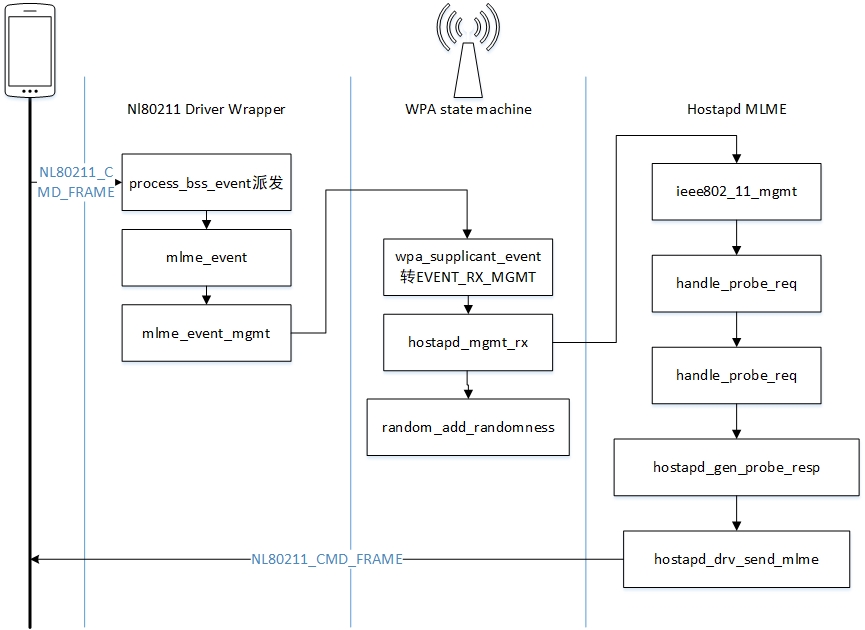 Nl80211 Driver Wrapper
WPA state machine
Hostapd MLME
NL80211_C
MD_FRAME
process_bss_event派发
mlme_event
mlme_event_mgmt
wpa_supplicant_event
转EVENT_RX_MGMT
hostapd_mgmt_rx
random_add_randomness
ieee802_11_mgmt
handle_probe_req
handle_probe_req
hostapd_gen_probe_resp
hostapd_drv_send_mlme
NL80211_CMD_FRAME